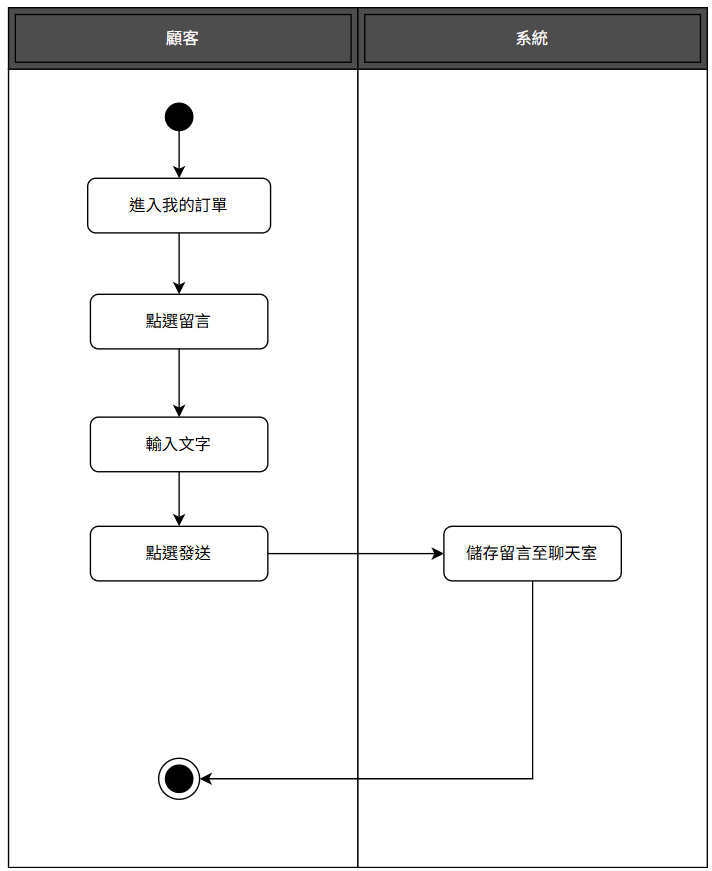 顧客
系統
進入我的訂單
點選留言
輸入文字
點選發送
儲存留言至聊天室